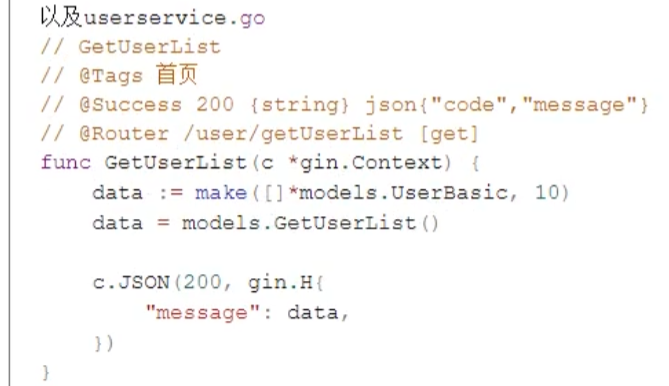 以及userservice.go
// GetUserList
// @Tags 首页
// @Success 200 {string} json{"code","message"}
// @Router /user/getUserList [get]
func GetUserList(c *gin.Context) {
    data := make([]*models.UserBasic, 10)
    data = models.GetUserList()

    c.JSON(200, gin.H{
        "message": data,
    })
}